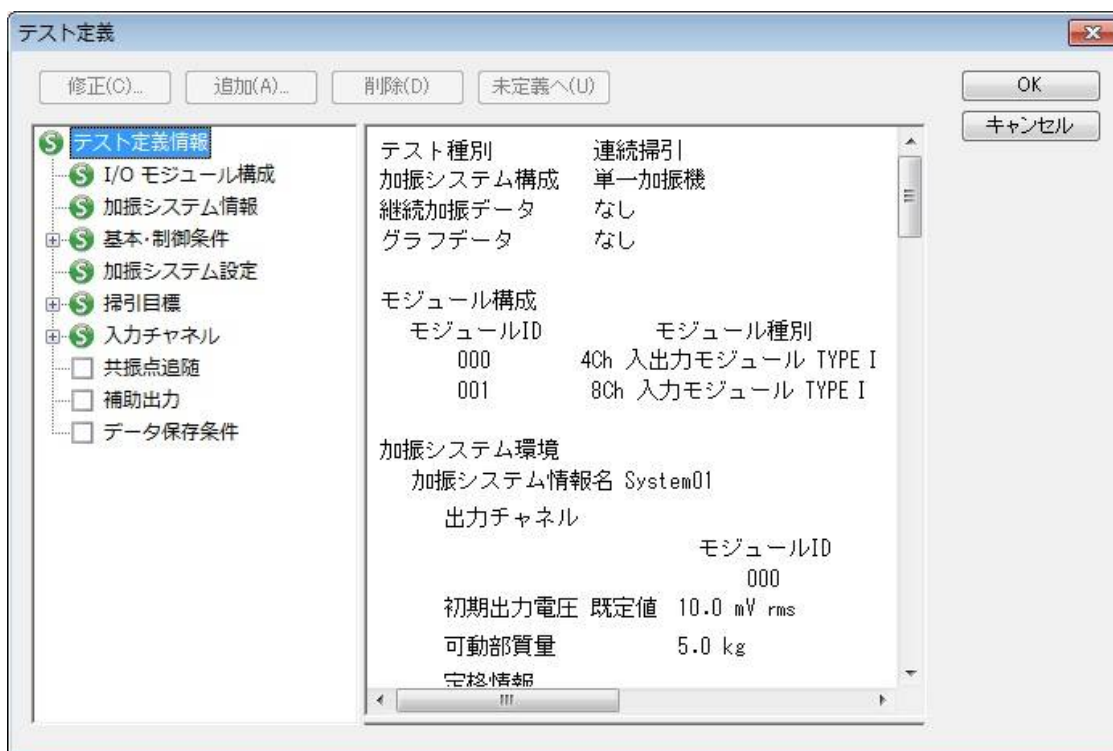 テスト定義
修正(C)... 追加(A)... 削除(D) 未定義へ(U)
OK
キャンセル
テスト定義情報
I/O モジュール構成
加振システム情報
基本・制御条件
加振システム設定
掃引目標
入力チャネル
共振点追随
補助出力
データ保存条件
テスト種別 連続掃引
加振システム構成 単一加振機
継続加振データ なし
グラフデータ なし
モジュール構成
モジュールID モジュール種別
000 4Ch 入出力モジュール TYPE I
001 8Ch 入力モジュール TYPE I
加振システム環境
加振システム情報名 System01
出力チャネル
モジュールID
000
初期出力電圧 既定値 10.0 mV rms
可動部質量 5.0 kg
定格情報